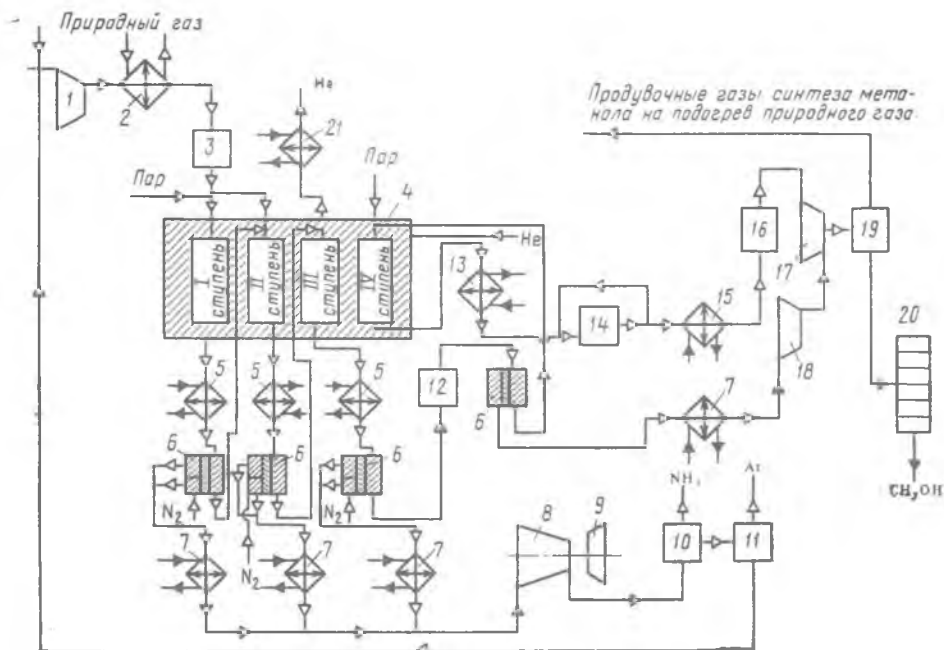 Природный газ
1
2
3
Не
21
Пар
Пар
4
Продувочные газы синтеза мета-
нола на подогрев природного газа.
I
ступень
II
ступень
III
ступень
IV
ступень
Не
13
14
15
16
17
18
19
20
5
5
5
12
6
7
6
6
6
N₂
N₂
N₂
7
7
7
8
9
NH₃
Ar
10
11
CH₃OH